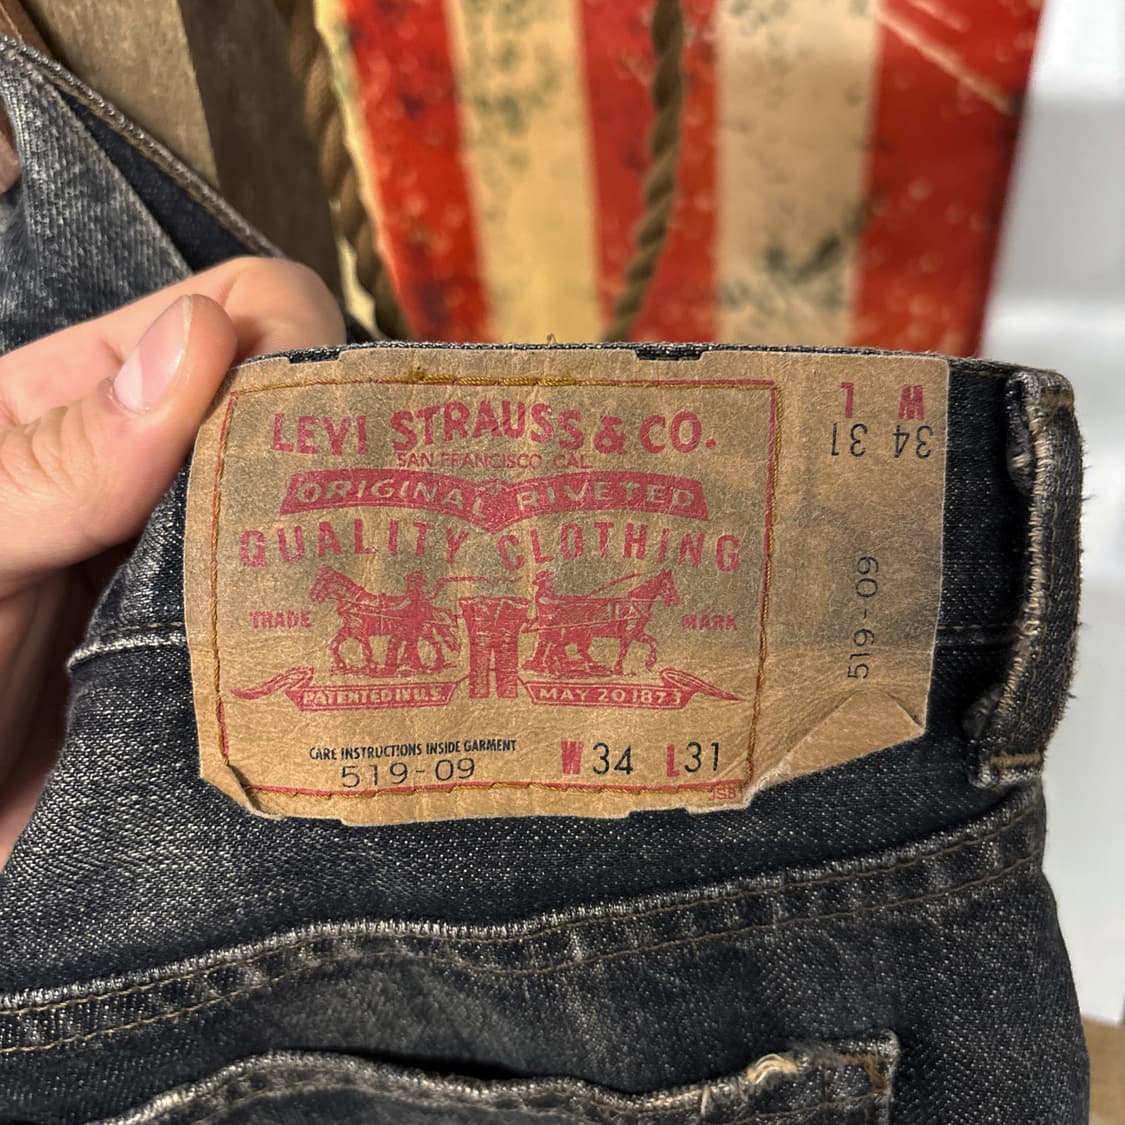 LEVI STRAUSS & CO.
SAN FRANCISCO CAL
ORIGINAL RIVETED
QUALITY CLOTHING
TRADE MARK
PATENTED IN U.S. MAY 20 1873
CARE INSTRUCTIONS INSIDE GARMENT
519-09 W34 L31
W L
34 31
519-09